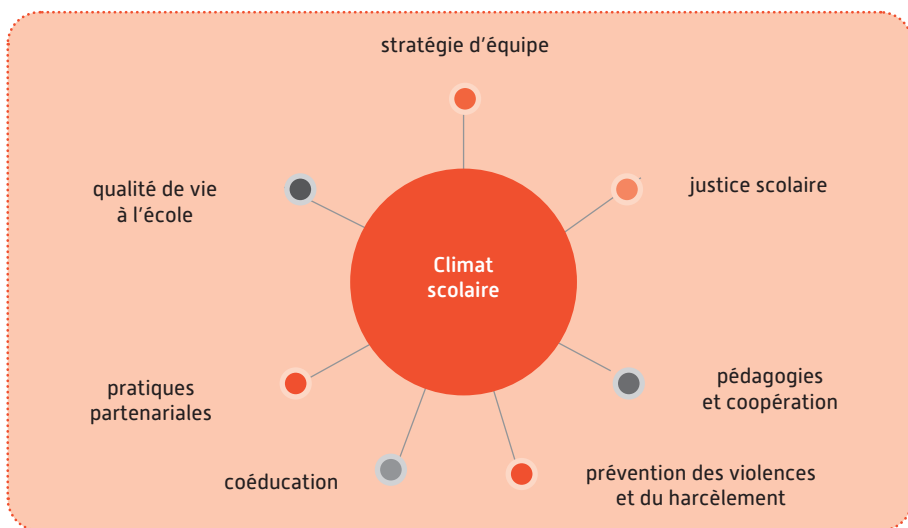 stratégie d'équipe
qualité de vie
à l'école
justice scolaire
Climat
scolaire
pratiques
partenariales
pédagogies
et coopération
coéducation
prévention des violences
et du harcèlement